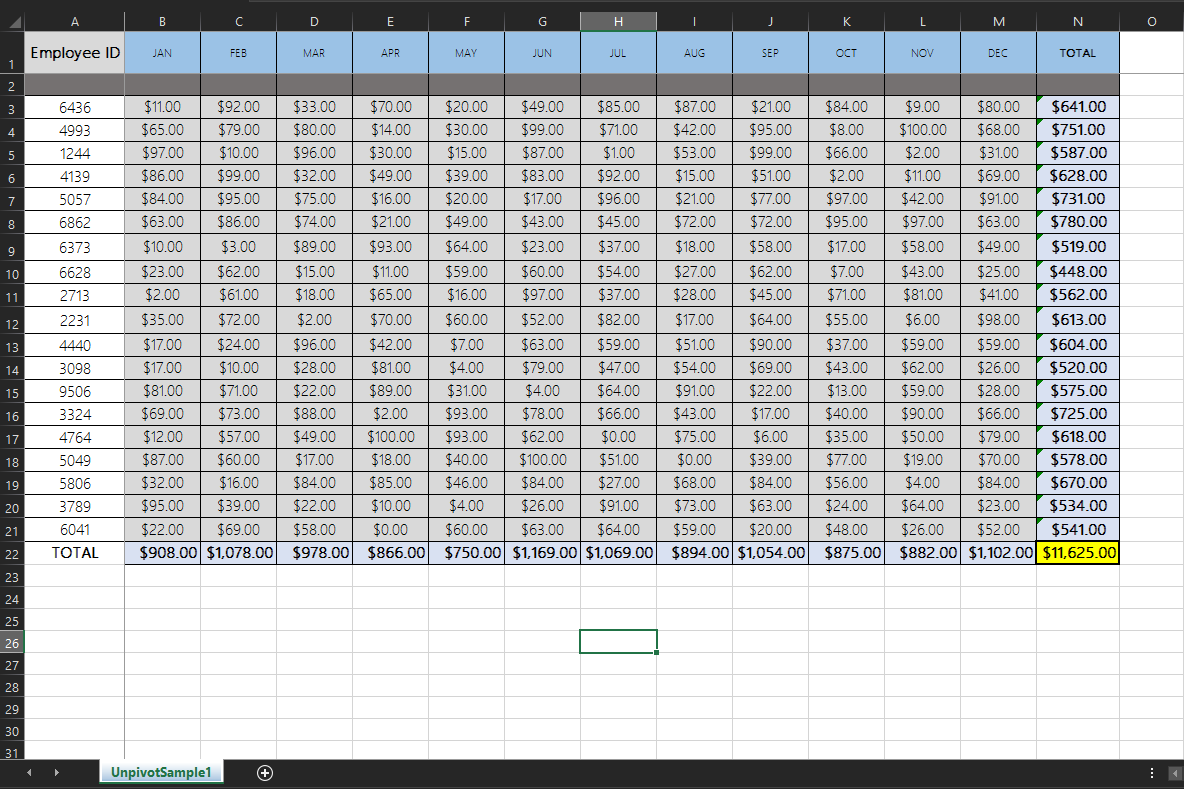 A B C D E F G H I J K L M N O
1 Employee ID JAN FEB MAR APR MAY JUN JUL AUG SEP OCT NOV DEC TOTAL
2
3 6436 $11.00 $92.00 $33.00 $70.00 $20.00 $49.00 $85.00 $87.00 $21.00 $84.00 $9.00 $80.00 $641.00
4 4993 $65.00 $79.00 $80.00 $14.00 $30.00 $99.00 $71.00 $42.00 $95.00 $8.00 $100.00 $68.00 $751.00
5 1244 $97.00 $10.00 $96.00 $30.00 $15.00 $87.00 $1.00 $53.00 $99.00 $66.00 $2.00 $31.00 $587.00
6 4139 $86.00 $99.00 $32.00 $49.00 $39.00 $83.00 $92.00 $15.00 $51.00 $2.00 $11.00 $69.00 $628.00
7 5057 $84.00 $95.00 $75.00 $16.00 $20.00 $17.00 $96.00 $21.00 $77.00 $97.00 $42.00 $91.00 $731.00
8 6862 $63.00 $86.00 $74.00 $21.00 $49.00 $43.00 $45.00 $72.00 $72.00 $95.00 $97.00 $63.00 $780.00
9 6373 $10.00 $3.00 $89.00 $93.00 $64.00 $23.00 $37.00 $18.00 $58.00 $17.00 $58.00 $49.00 $519.00
10 6628 $23.00 $62.00 $15.00 $11.00 $59.00 $60.00 $54.00 $27.00 $62.00 $7.00 $43.00 $25.00 $448.00
11 2713 $2.00 $61.00 $18.00 $65.00 $16.00 $97.00 $37.00 $28.00 $45.00 $71.00 $81.00 $41.00 $562.00
12 2231 $35.00 $72.00 $2.00 $70.00 $60.00 $52.00 $82.00 $17.00 $64.00 $55.00 $6.00 $98.00 $613.00
13 4440 $17.00 $24.00 $96.00 $42.00 $7.00 $63.00 $59.00 $51.00 $90.00 $37.00 $59.00 $59.00 $604.00
14 3098 $17.00 $10.00 $28.00 $81.00 $4.00 $79.00 $47.00 $54.00 $69.00 $43.00 $62.00 $26.00 $520.00
15 9506 $81.00 $71.00 $22.00 $89.00 $31.00 $4.00 $64.00 $91.00 $22.00 $13.00 $59.00 $28.00 $575.00
16 3324 $69.00 $73.00 $88.00 $2.00 $93.00 $78.00 $66.00 $43.00 $17.00 $40.00 $90.00 $66.00 $725.00
17 4764 $12.00 $57.00 $49.00 $100.00 $93.00 $62.00 $0.00 $75.00 $6.00 $35.00 $50.00 $79.00 $618.00
18 5049 $87.00 $60.00 $17.00 $18.00 $40.00 $100.00 $51.00 $0.00 $39.00 $77.00 $19.00 $70.00 $578.00
19 5806 $32.00 $16.00 $84.00 $85.00 $46.00 $84.00 $27.00 $68.00 $84.00 $56.00 $4.00 $84.00 $670.00
20 3789 $95.00 $39.00 $22.00 $10.00 $4.00 $26.00 $91.00 $73.00 $63.00 $24.00 $64.00 $23.00 $534.00
21 6041 $22.00 $69.00 $58.00 $0.00 $60.00 $63.00 $64.00 $59.00 $20.00 $48.00 $26.00 $52.00 $541.00
22 TOTAL $908.00 $1,078.00 $978.00 $866.00 $750.00 $1,169.00 $1,069.00 $894.00 $1,054.00 $875.00 $882.00 $1,102.00 $11,625.00
23
24
25
26
27
28
29
30
31
UnpivotSample1